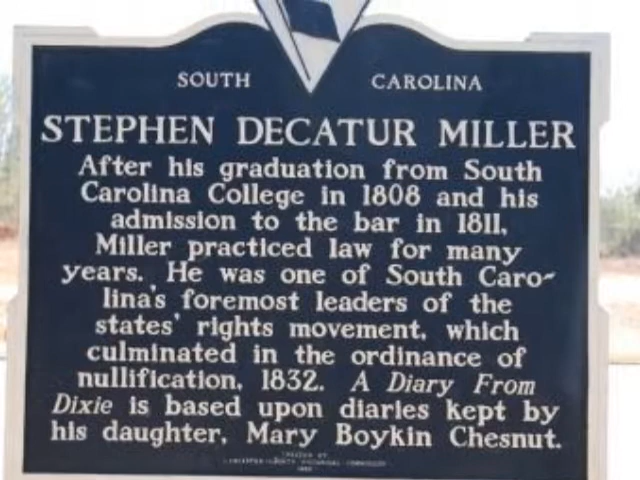 SOUTH CAROLINA
STEPHEN DECATUR MILLER
After his graduation from South
Carolina College in 1808 and his
admission to the bar in 1811,
Miller practiced law for many
years. He was one of South Caro-
lina's foremost leaders of the
states' rights movement, which
culminated in the ordinance of
nullification, 1832. A Diary From
Dixie is based upon diaries kept by
his daughter, Mary Boykin Chesnut.